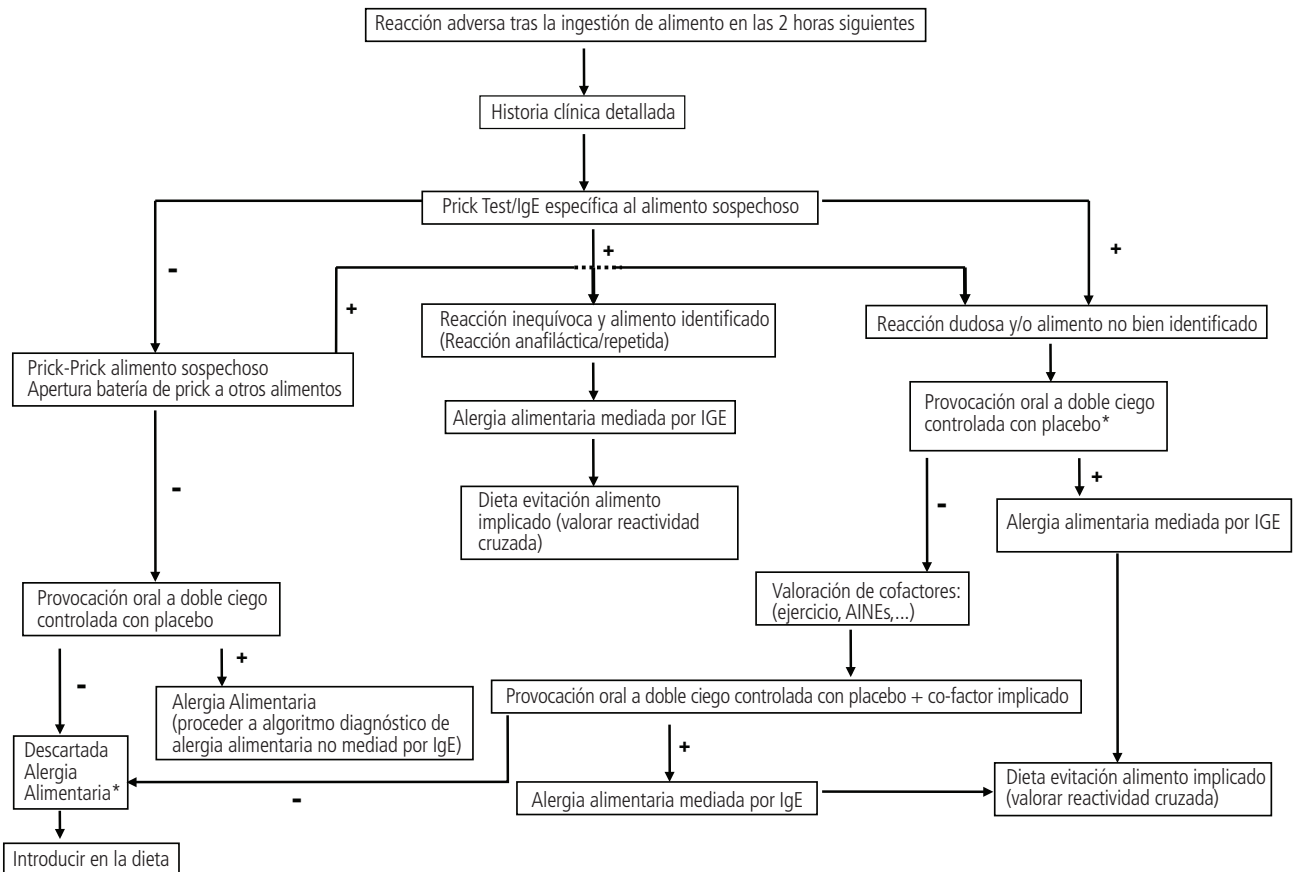 Reacción adversa tras la ingestión de alimento en las 2 horas siguientes
Historia clínica detallada
Prick Test/IgE específica al alimento sospechoso
-
+
+
+
Prick-Prick alimento sospechoso
Apertura batería de prick a otros alimentos
Reacción inequívoca y alimento identificado
(Reacción anafiláctica/repetida)
Reacción dudosa y/o alimento no bien identificado
Alergia alimentaria mediada por IGE
Provocación oral a doble ciego
controlada con placebo*
-
-
+
Dieta evitación alimento
implicado (valorar reactividad
cruzada)
Alergia alimentaria mediada por IGE
Provocación oral a doble ciego
controlada con placebo
Valoración de cofactores:
(ejercicio, AINEs,...)
-
+
Alergia Alimentaria
(proceder a algoritmo diagnóstico de
alergia alimentaria no mediad por IgE)
Provocación oral a doble ciego controlada con placebo + co-factor implicado
-
+
Descartada
Alergia
Alimentaria*
Alergia alimentaria mediada por IgE
Dieta evitación alimento implicado
(valorar reactividad cruzada)
Introducir en la dieta